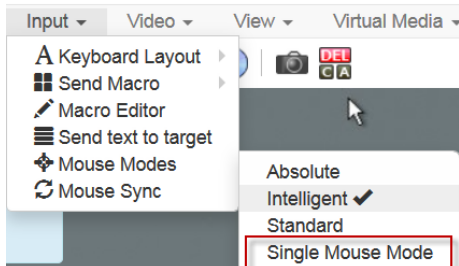 Input Video View Virtual Media
Keyboard Layout
Send Macro
Macro Editor
Send text to target
Mouse Modes
Mouse Sync
DEL
C A
Absolute
Intelligent
Standard
Single Mouse Mode